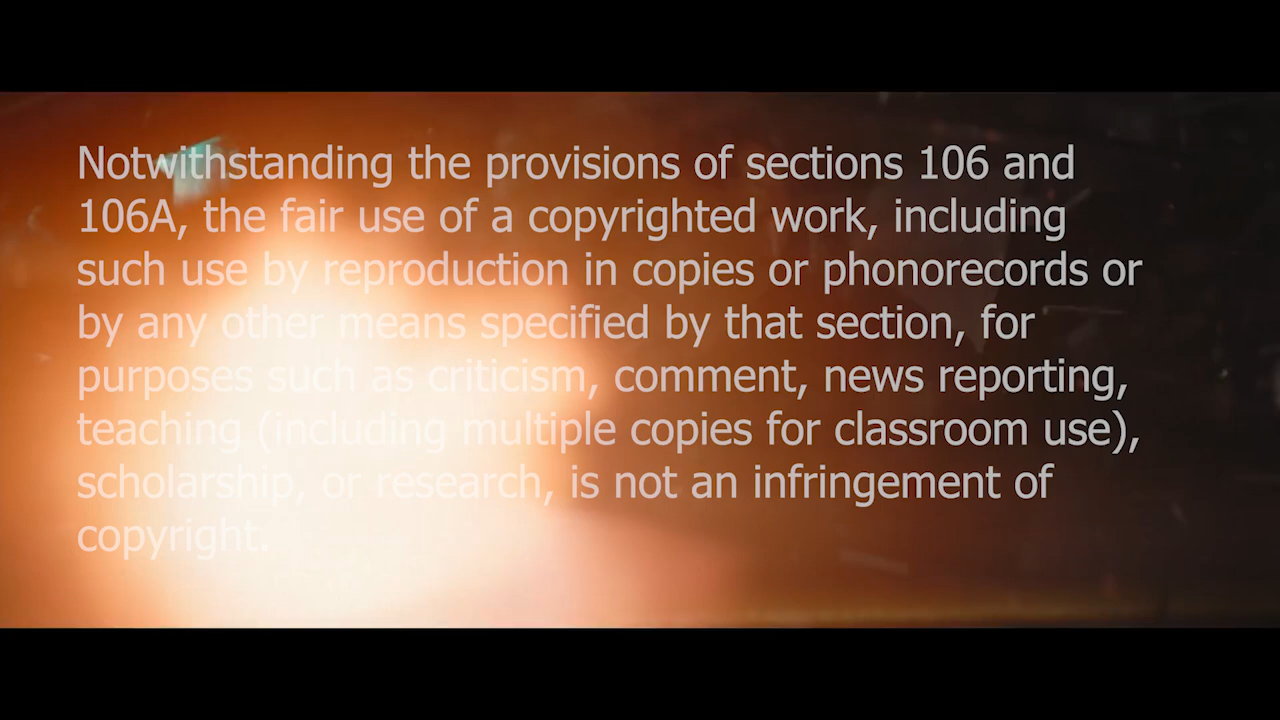 Notwithstanding the provisions of sections 106 and
106A, the fair use of a copyrighted work, including
such use by reproduction in copies or phonorecords or
by any other means specified by that section, for
purposes such as criticism, comment, news reporting,
teaching (including multiple copies for classroom use),
scholarship, or research, is not an infringement of
copyright.